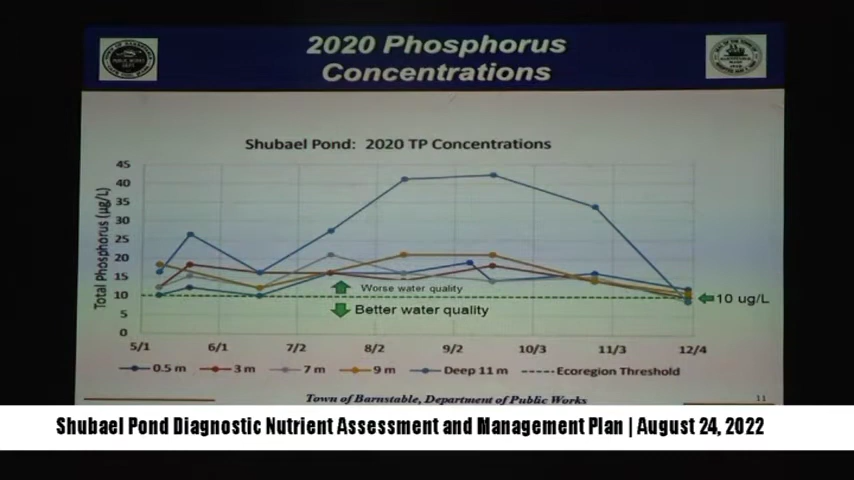 2020 Phosphorus
Concentrations
Shubael Pond: 2020 TP Concentrations
Total Phosphorus (µg/L)
45
40
35
30
25
20
15
10
5
0
Worse water quality
Better water quality
10 ug/L
5/1 6/1 7/2 8/2 9/2 10/3 11/3 12/4
0.5 m 3 m 7 m 9 m Deep 11 m Ecoregion Threshold
Town of Barnstable, Department of Public Works
11
Shubael Pond Diagnostic Nutrient Assessment and Management Plan | August 24, 2022